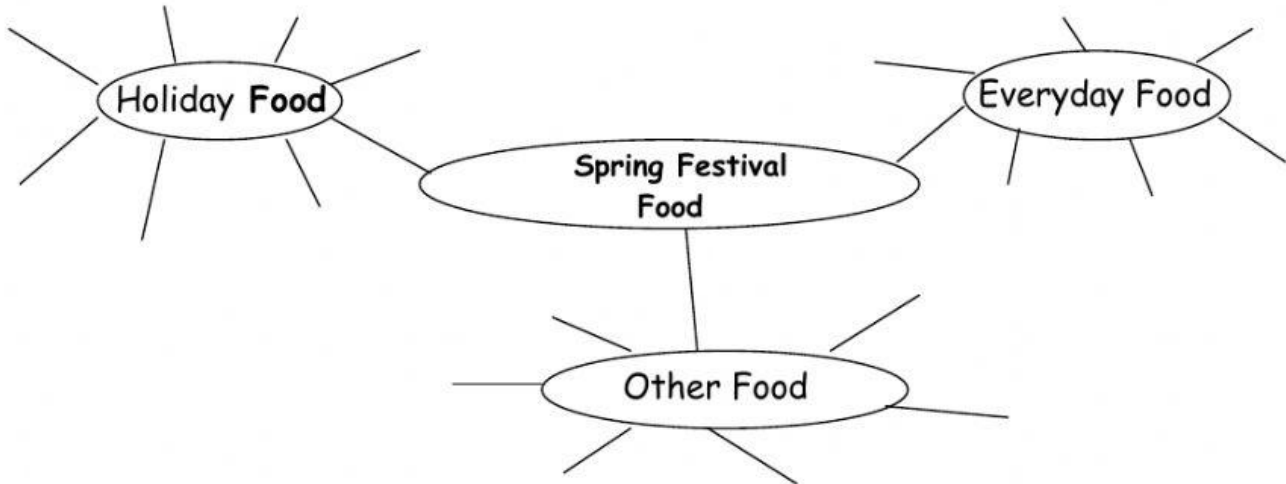 Holiday Food
Everyday Food
Spring Festival
Food
Other Food